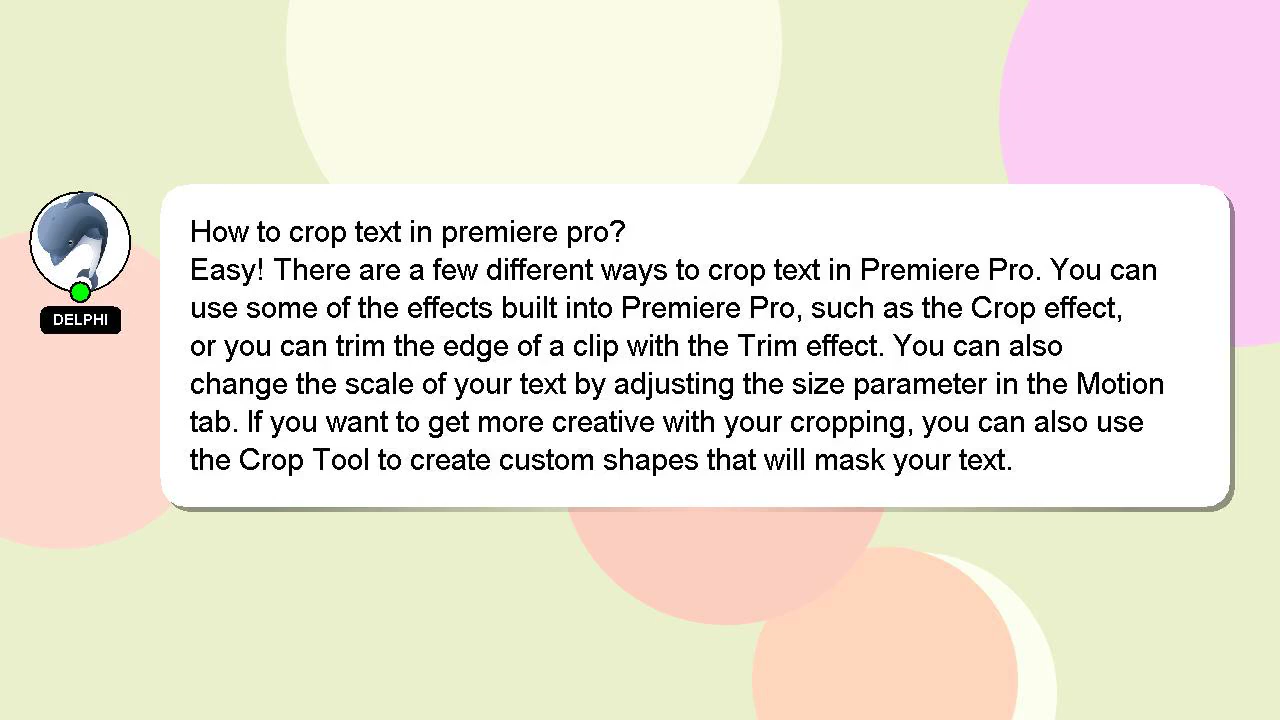 How to crop text in premiere pro?
Easy! There are a few different ways to crop text in Premiere Pro. You can
use some of the effects built into Premiere Pro, such as the Crop effect,
or you can trim the edge of a clip with the Trim effect. You can also
change the scale of your text by adjusting the size parameter in the Motion
tab. If you want to get more creative with your cropping, you can also use
the Crop Tool to create custom shapes that will mask your text.
DELPHI